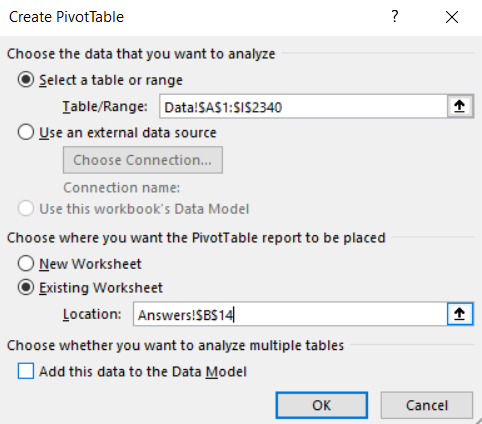 Create PivotTable ?
Choose the data that you want to analyze
Select a table or range
Table/Range: Data!$A$1:$I$2340
Use an external data source
Choose Connection...
Connection name:
Use this workbook's Data Model
Choose where you want the PivotTable report to be placed
New Worksheet
Existing Worksheet
Location: Answers!$B$14
Choose whether you want to analyze multiple tables
Add this data to the Data Model
OK Cancel